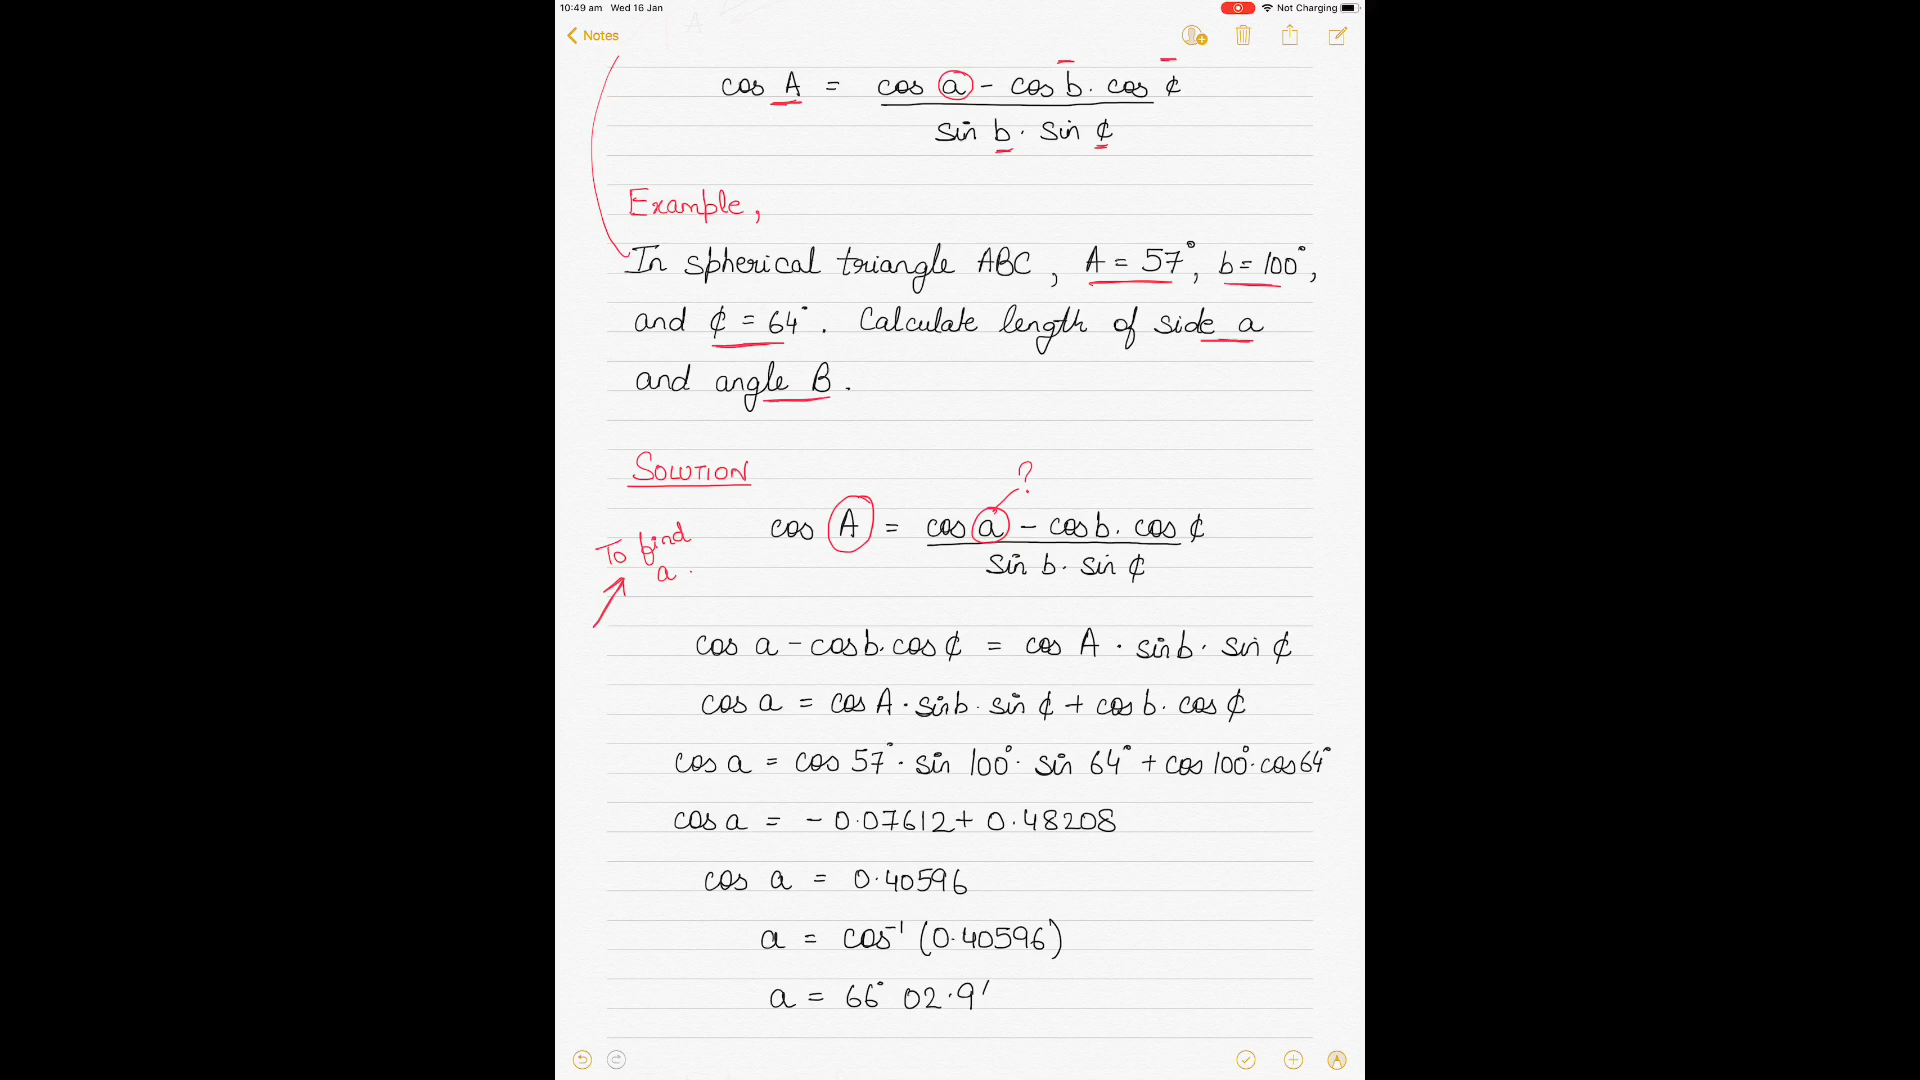 10:49 am Wed 16 Jan
Not Charging
Notes
cos A = cos a - cos b · cos ¢
sin b · sin ¢
Example,
In spherical triangle ABC, A = 57°, b = 100°,
and ¢ = 64°. Calculate length of side a
and angle B.
SOLUTION
?
To find
a.
cos A = cos a - cos b · cos ¢
sin b · sin ¢
cos a - cos b · cos ¢ = cos A · sin b · sin ¢
cos a = cos A · sin b · sin ¢ + cos b · cos ¢
cos a = cos 57° · sin 100° · sin 64° + cos 100° · cos 64°
cos a = - 0.07612 + 0.48208
cos a = 0.40596
a = cos⁻¹ (0.40596)
a = 66° 02.9′